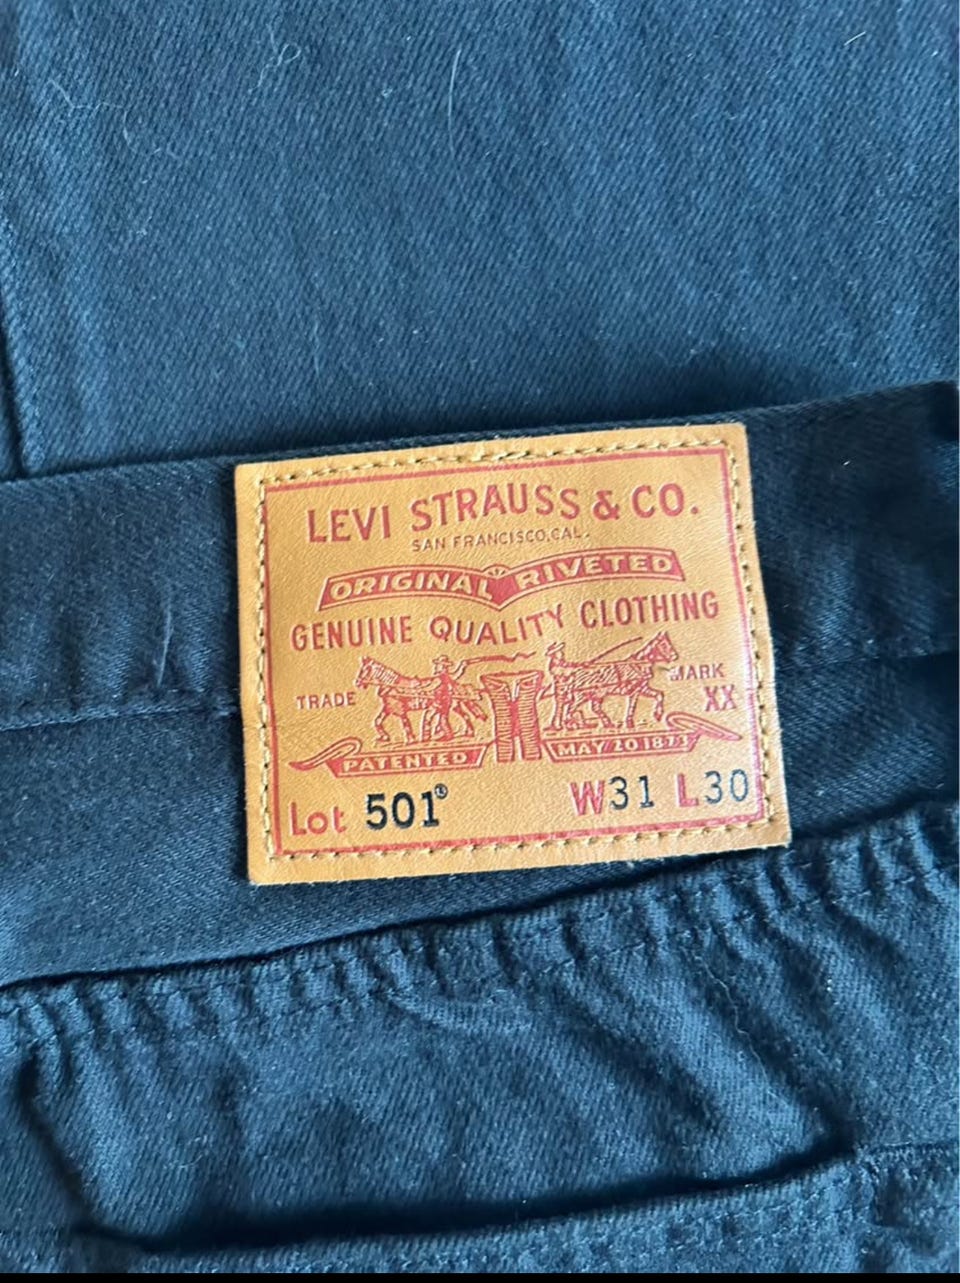 LEVI STRAUSS & CO.
SAN FRANCISCO, CAL.
ORIGINAL RIVETED
GENUINE QUALITY CLOTHING
TRADE MARK
XX
PATENTED MAY 20 1873
Lot 501® W31 L30